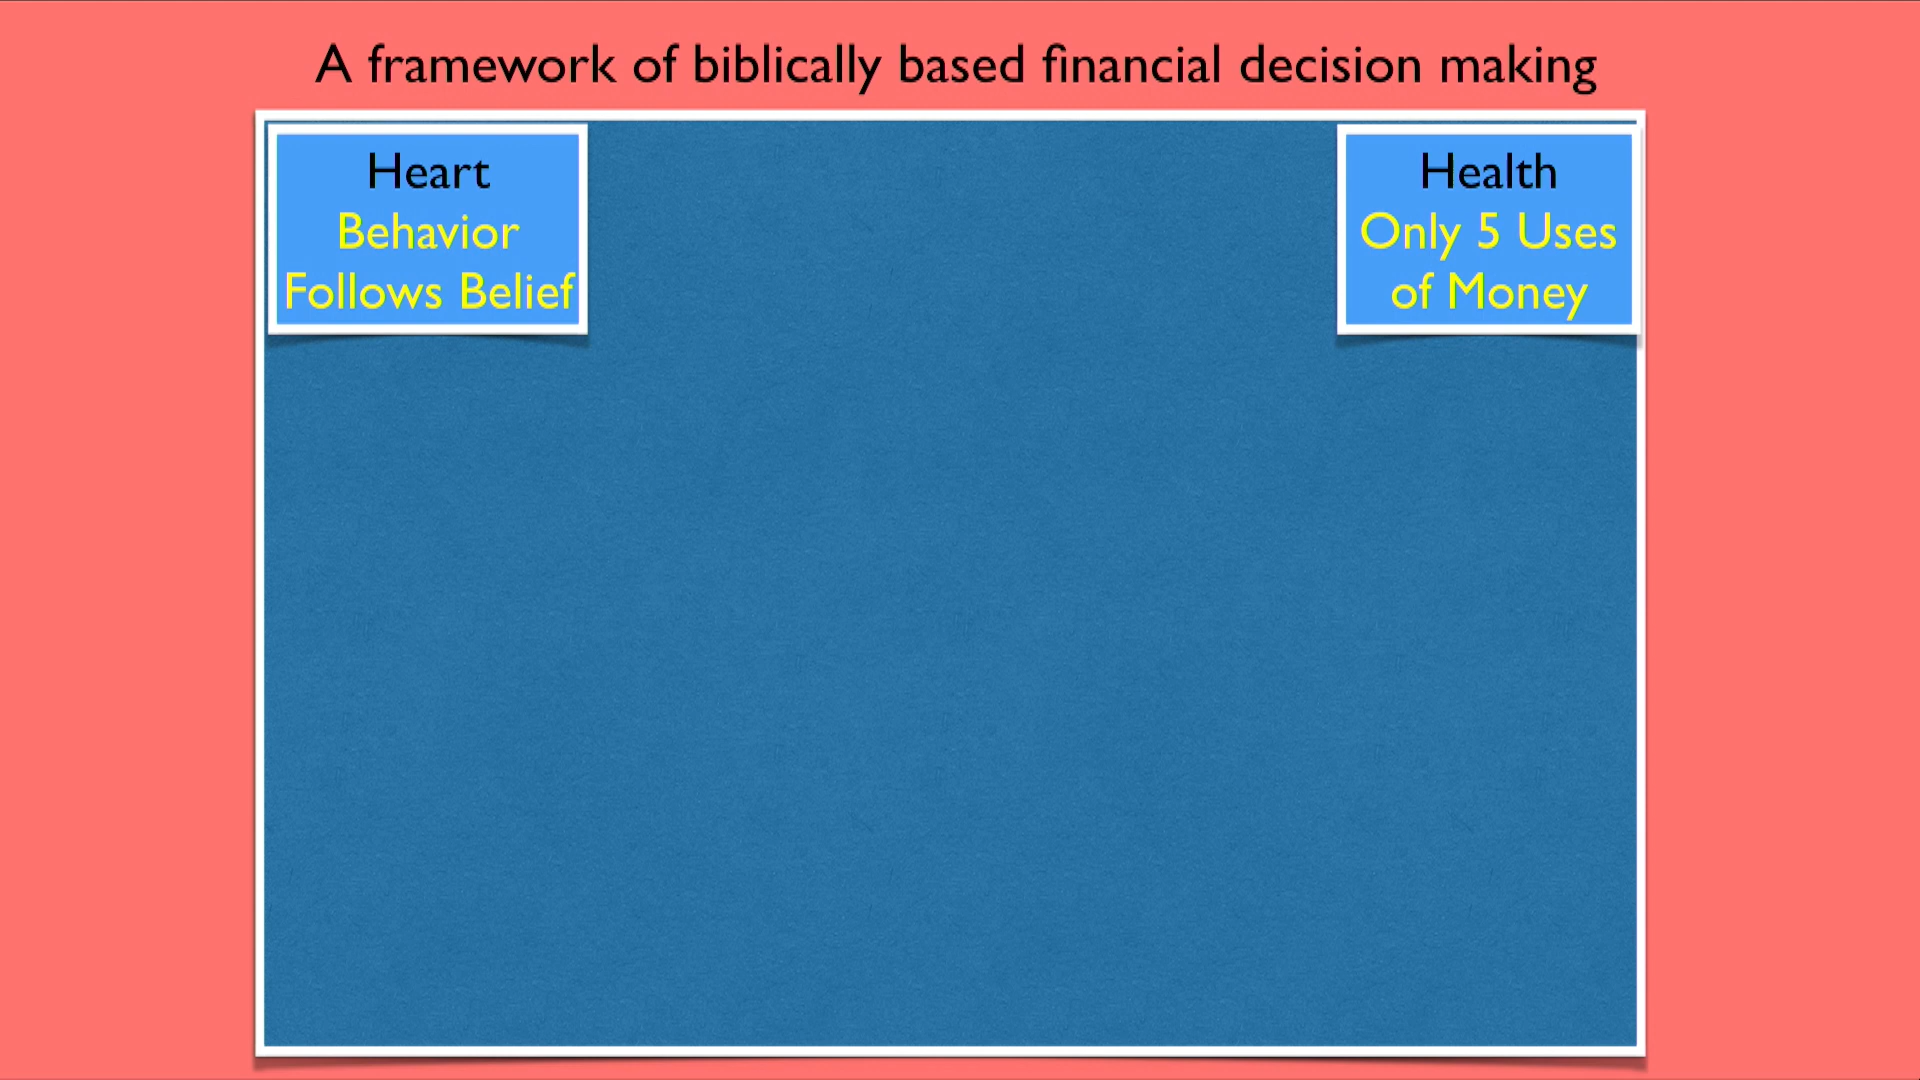 A framework of biblically based financial decision making
Heart
Behavior
Follows Belief
Health
Only 5 Uses
of Money